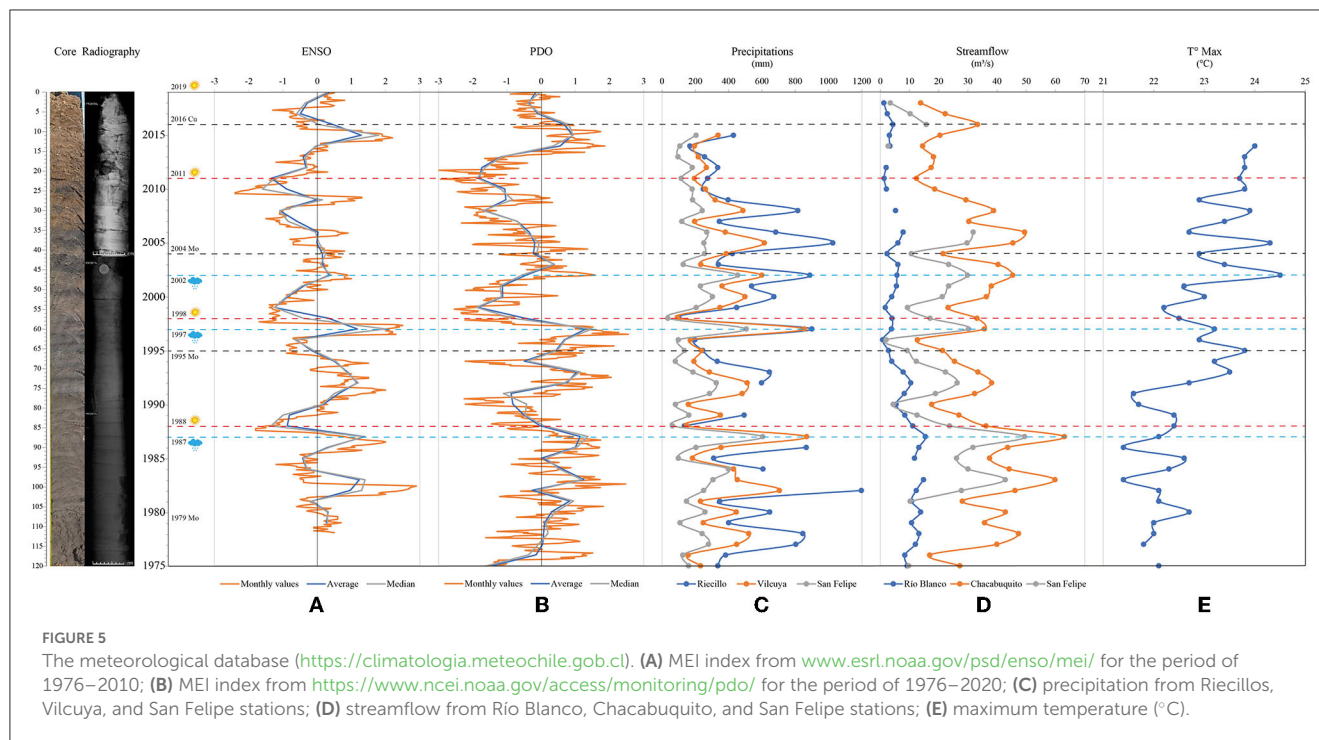 Core Radiography ENSO PDO Precipitations Streamflow T° Max
(mm) (m³/s) (°C)
-3 -2 -1 0 1 2 3 -3 -2 -1 0 1 2 3 0 200 400 600 800 1000 1200 0 10 20 30 40 50 60 70 21 22 23 24 25
0 2019
5
2016 Cu
10 2015
15
20 2011
25 2010
30
35 2005
40 2004 Mo
45 2002
50 2000
55 1998
60 1997
65 1995
1995 Mo
70
75
80 1990
85 1988
90 1987
95 1985
100
105 1980
110 1979 Mo
115
120 1975
Monthly values Average Median Monthly values Average Median Riecillo Vilcuya San Felipe Río Blanco Chacabuquito San Felipe
A B C D E
FIGURE 5
The meteorological database (https://climatologia.meteochile.gob.cl). (A) MEI index from www.esrl.noaa.gov/psd/enso/mei/ for the period of
1976–2010; (B) MEI index from https://www.ncei.noaa.gov/access/monitoring/pdo/ for the period of 1976–2020; (C) precipitation from Riecillos,
Vilcuya, and San Felipe stations; (D) streamflow from Río Blanco, Chacabuquito, and San Felipe stations; (E) maximum temperature (°C).